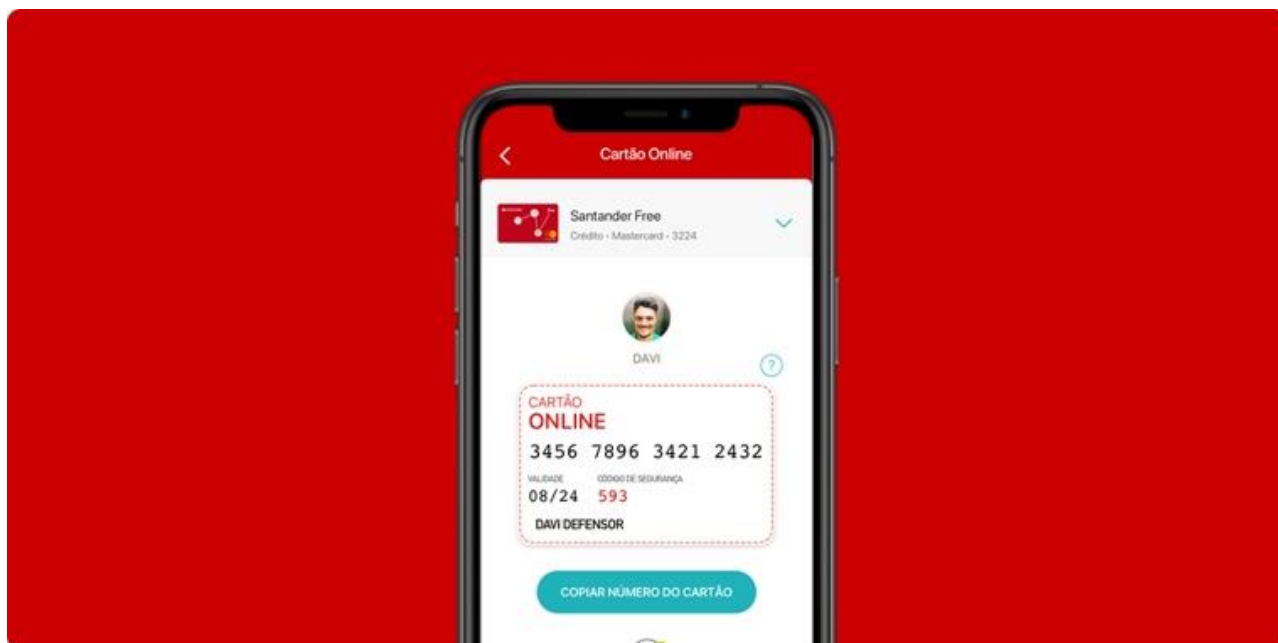 Cartão Online
Santander Free
Crédito - Mastercard - 3224
DAVI
?
CARTÃO
ONLINE
3456 7896 3421 2432
VALIDADE CÓDIGO DE SEGURANÇA
08/24 593
DAVI DEFENSOR
COPIAR NÚMERO DO CARTÃO